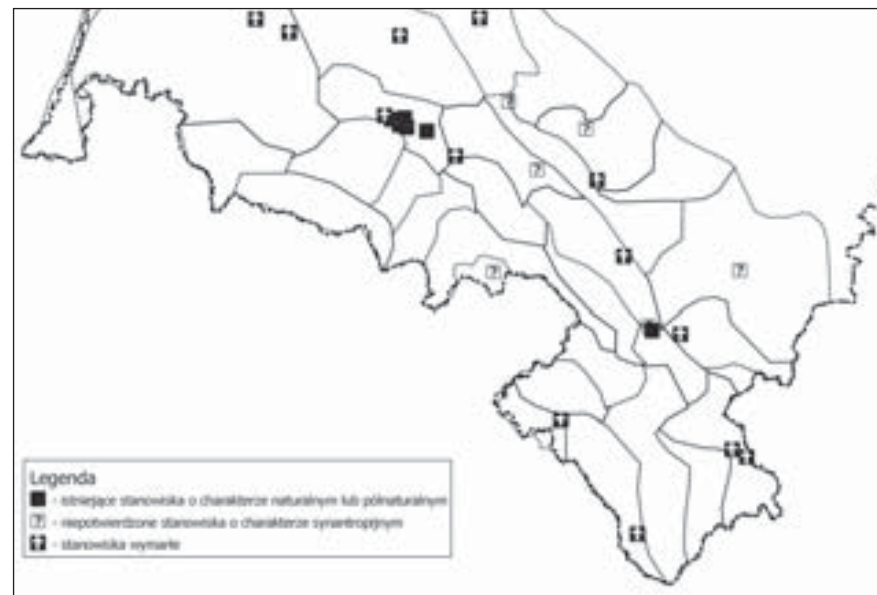 Legenda
- istniejące stanowiska o charakterze naturalnym lub półnaturalnym
? - niepotwierdzone stanowiska o charakterze synantropijnym
- stanowiska wymarłe